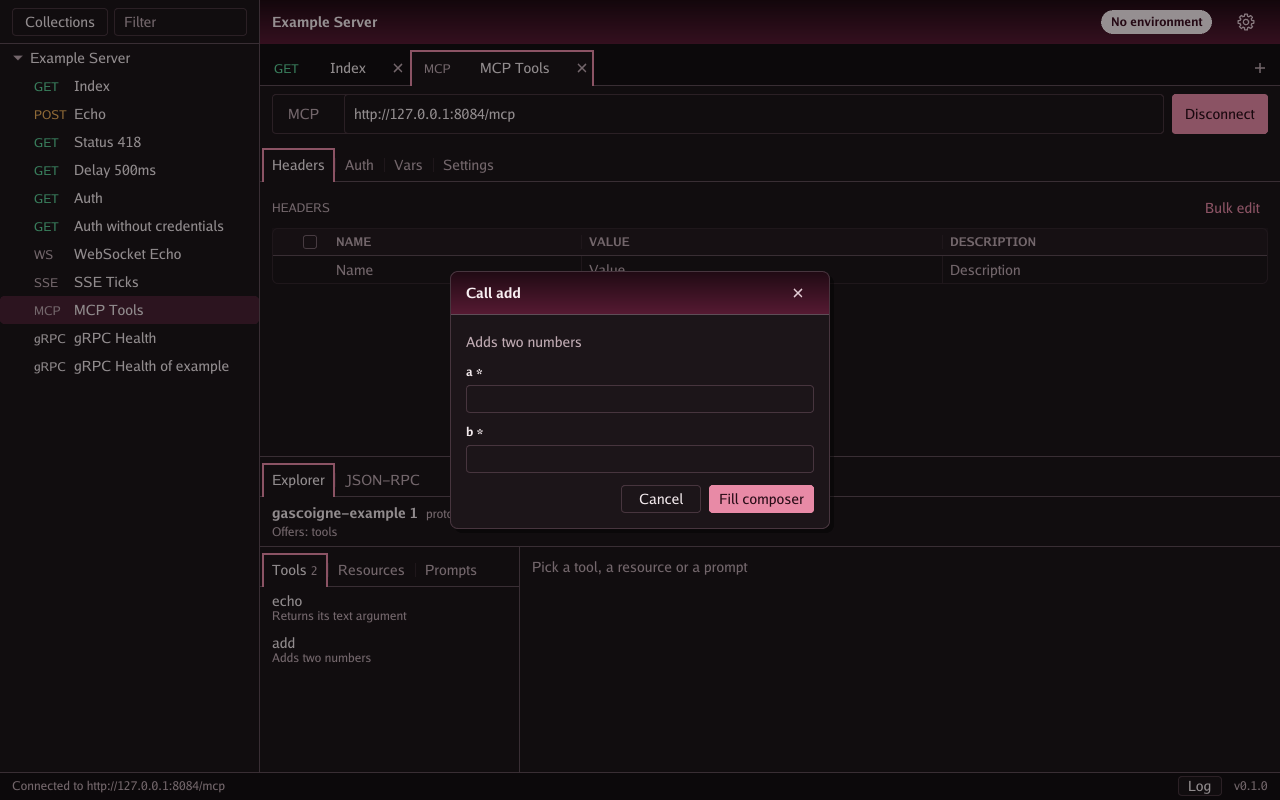 Collections
Filter
Example Server
No environment
Example Server
GET Index
POST Echo
GET Status 418
GET Delay 500ms
GET Auth
GET Auth without credentials
WS WebSocket Echo
SSE SSE Ticks
MCP MCP Tools
gRPC gRPC Health
gRPC gRPC Health of example
GET Index
MCP MCP Tools
MCP http://127.0.0.1:8084/mcp
Disconnect
Headers Auth Vars Settings
HEADERS
Bulk edit
NAME VALUE DESCRIPTION
Name Value Description
Call add
Adds two numbers
a *
b *
Cancel
Fill composer
Explorer JSON-RPC
gascoigne-example 1
Offers: tools
Tools 2 Resources Prompts
echo
Returns its text argument
add
Adds two numbers
Pick a tool, a resource or a prompt
Connected to http://127.0.0.1:8084/mcp
Log
v0.1.0